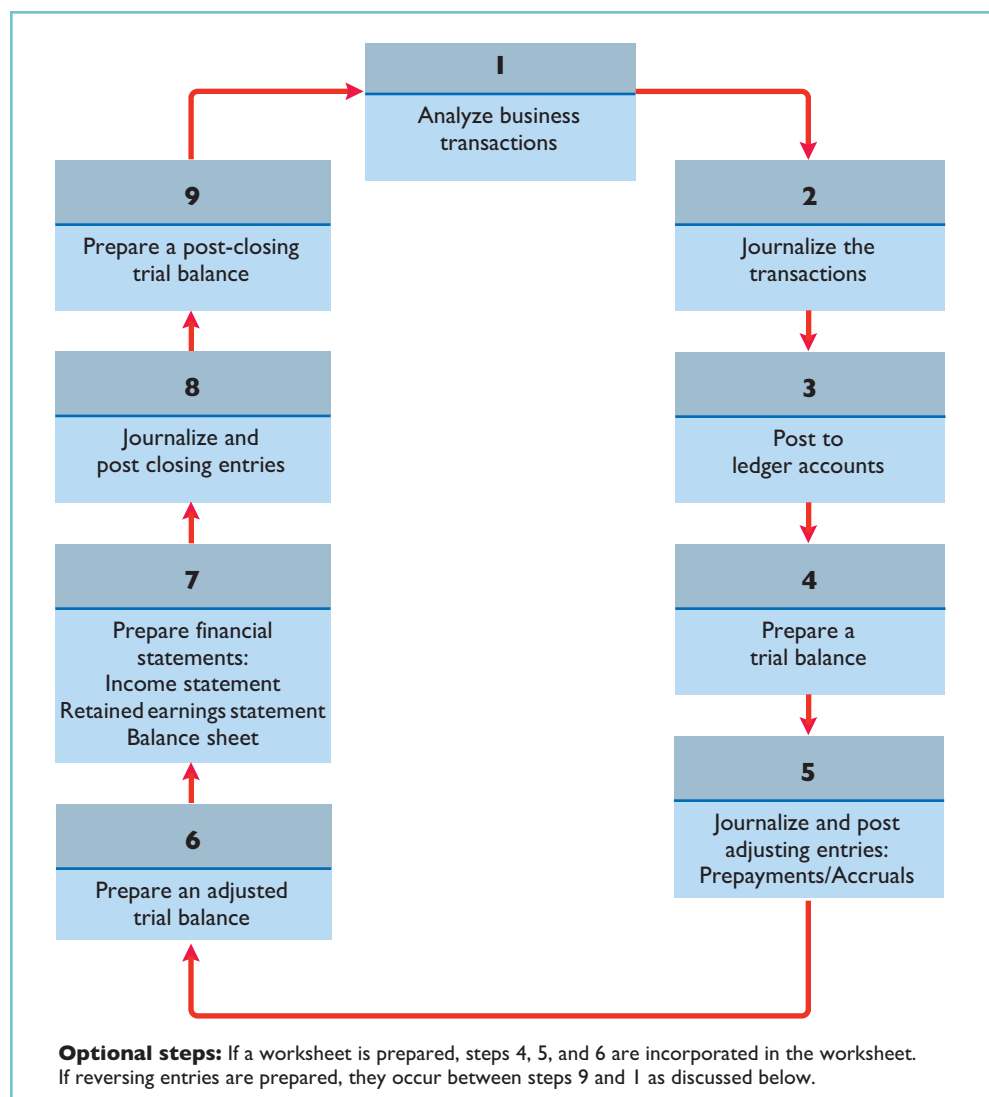 1
Analyze business
transactions
2
Journalize the
transactions
3
Post to
ledger accounts
4
Prepare a
trial balance
5
Journalize and post
adjusting entries:
Prepayments/Accruals
6
Prepare an adjusted
trial balance
7
Prepare financial
statements:
Income statement
Retained earnings statement
Balance sheet
8
Journalize and
post closing entries
9
Prepare a post-closing
trial balance
Optional steps: If a worksheet is prepared, steps 4, 5, and 6 are incorporated in the worksheet.
If reversing entries are prepared, they occur between steps 9 and 1 as discussed below.